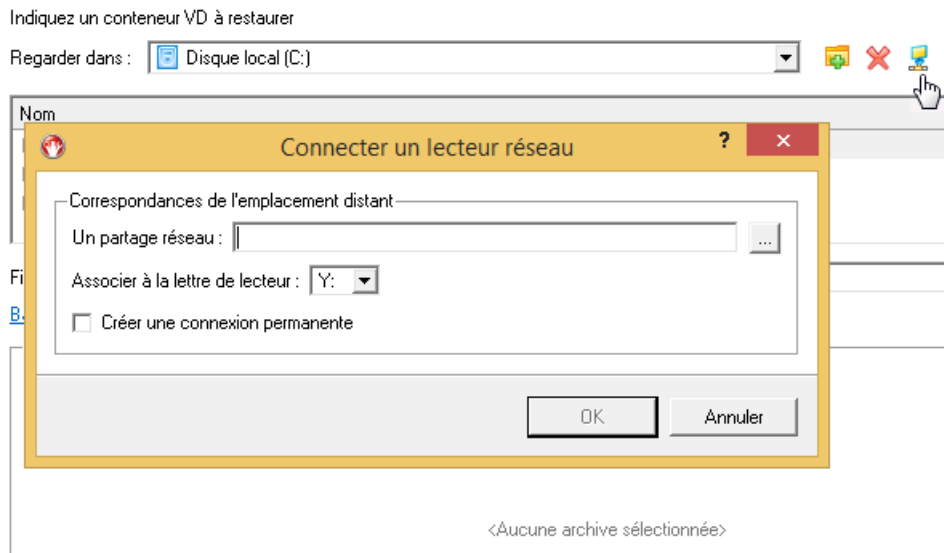 Indiquez un conteneur VD à restaurer
Regarder dans : Disque local (C:)
Nom
Connecter un lecteur réseau ? ×
Correspondances de l'emplacement distant
Un partage réseau : ...
Associer à la lettre de lecteur : Y:
Créer une connexion permanente
OK Annuler
<Aucune archive sélectionnée>